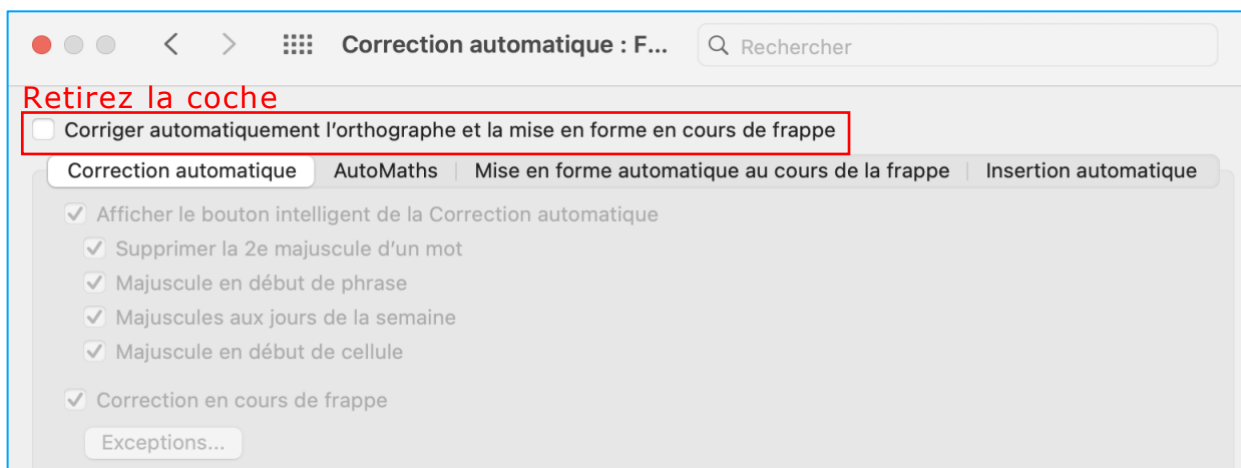 Correction automatique : F...
Rechercher
Retirez la coche
Corriger automatiquement l'orthographe et la mise en forme en cours de frappe
Correction automatique AutoMaths Mise en forme automatique au cours de la frappe Insertion automatique
Afficher le bouton intelligent de la Correction automatique
Supprimer la 2e majuscule d'un mot
Majuscule en début de phrase
Majuscules aux jours de la semaine
Majuscule en début de cellule
Correction en cours de frappe
Exceptions...